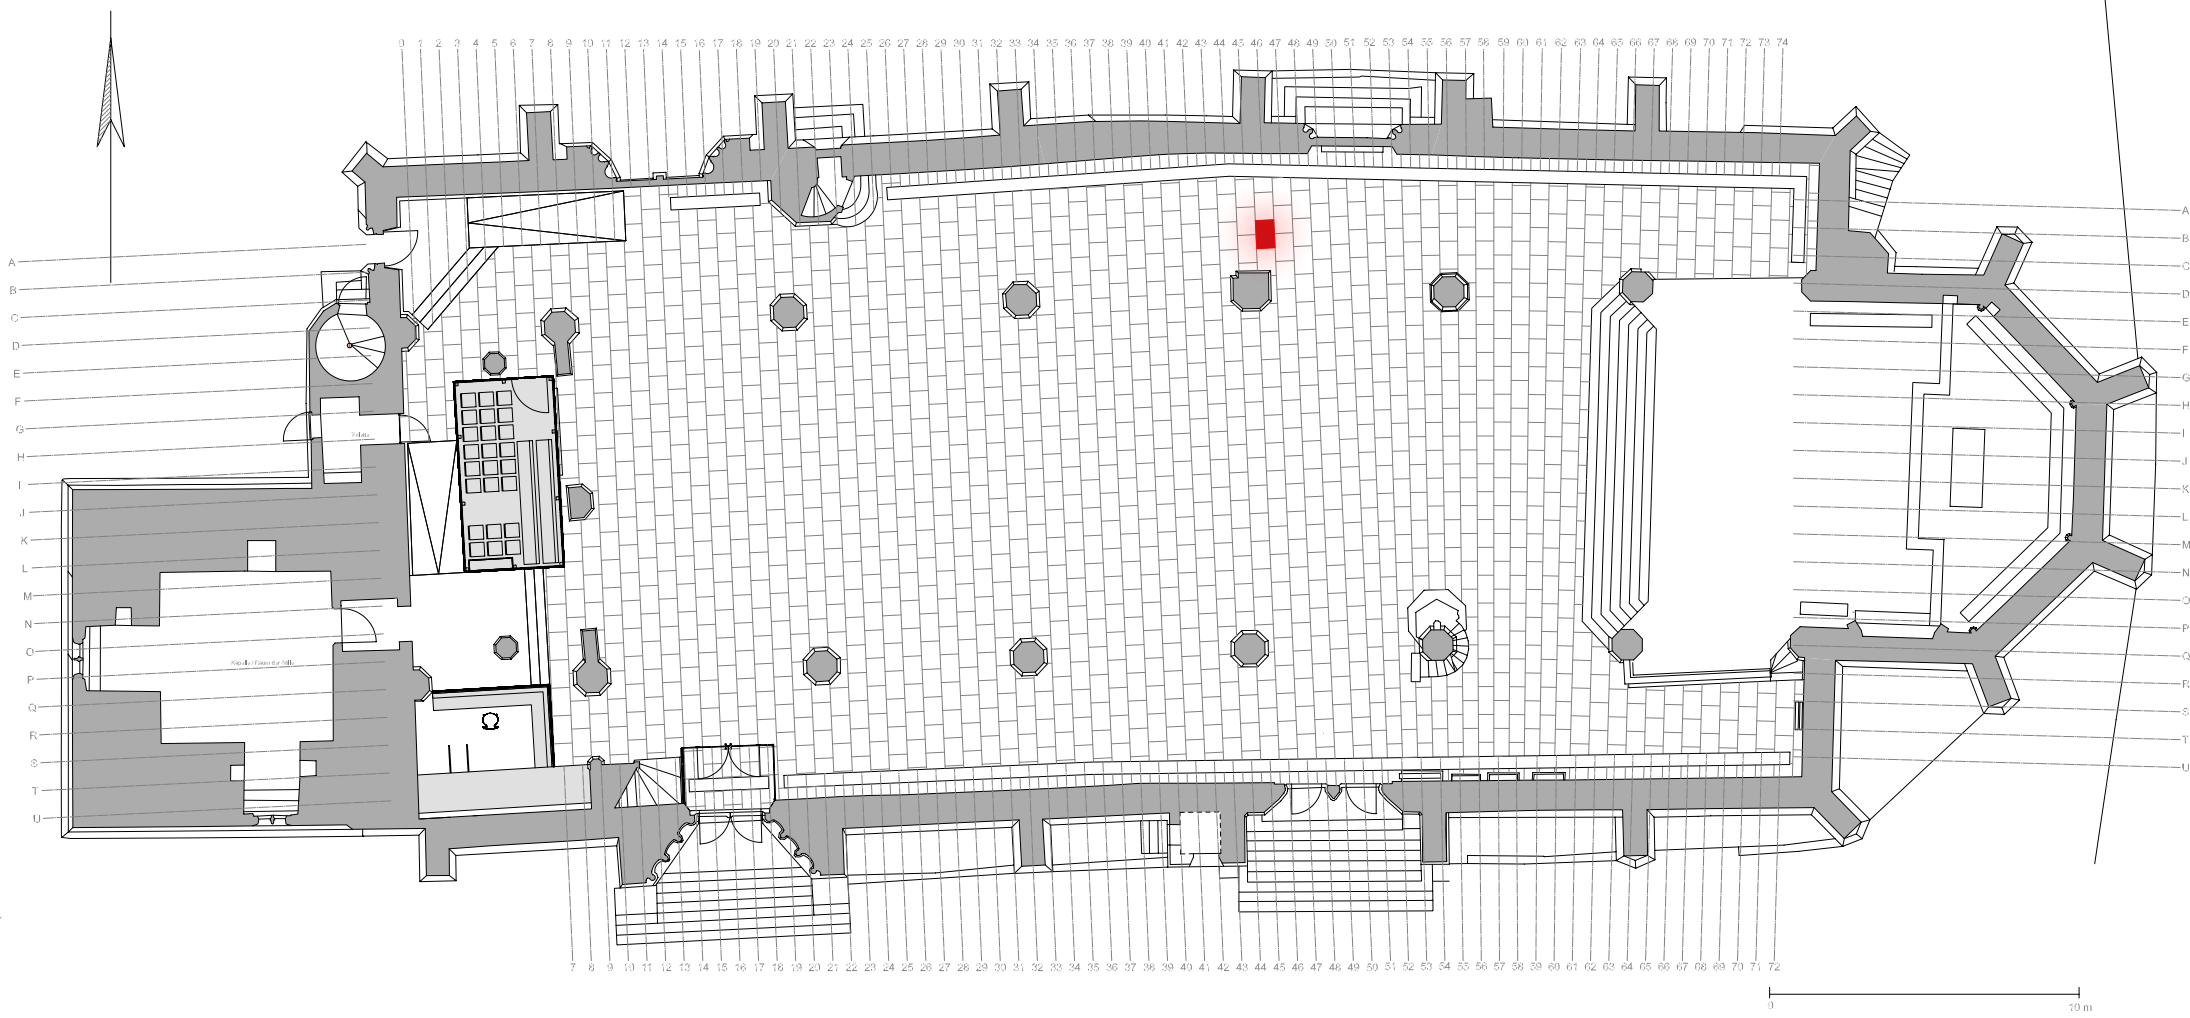 0 1 2 3 4 5 6 7 8 9 10 11 12 13 14 15 16 17 18 19 20 21 22 23 24 25 26 27 28 29 30 31 32 33 34 35 36 37 38 39 40 41 42 43 44 45 46 47 48 49 50 51 52 53 54 55 56 57 58 59 60 61 62 63 64 65 66 67 68 69 70 71 72 73 74
A
B
C
D
E
F
G
H
I
J
K
L
M
N
O
P
Q
R
S
T
U
Kapelle / Raum der Stille
A
B
C
D
E
F
G
H
I
J
K
L
M
N
O
P
Q
R
S
T
U
7 8 9 10 11 12 13 14 15 16 17 18 19 20 21 22 23 24 25 26 27 28 29 30 31 32 33 34 35 36 37 38 39 40 41 42 43 44 45 46 47 48 49 50 51 52 53 54 55 56 57 58 59 60 61 62 63 64 65 66 67 68 69 70 71 72
0 10 m